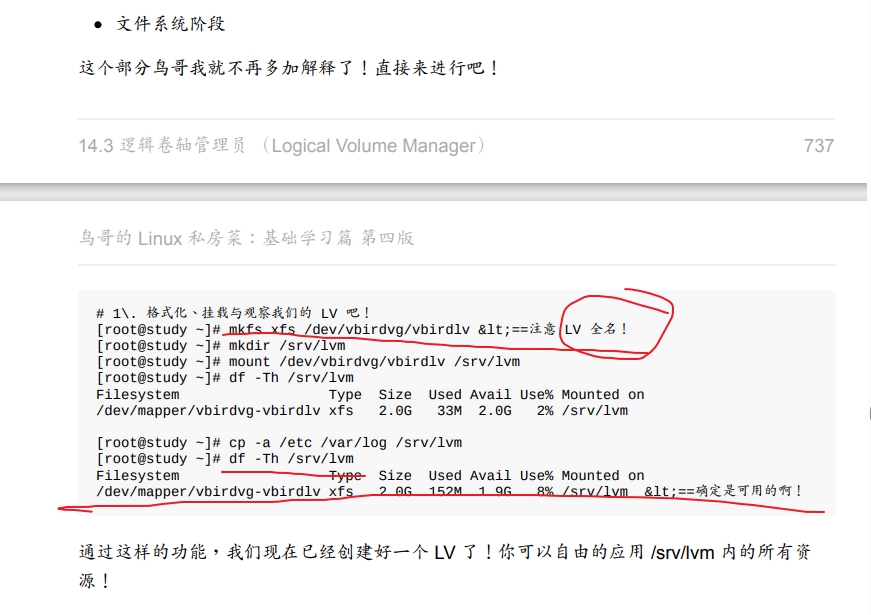 • 文件系统阶段
这个部分鸟哥我就不再多加解释了！直接来进行吧！
14.3 逻辑卷轴管理员 （Logical Volume Manager）
737
鸟哥的 Linux 私房菜：基础学习篇 第四版
# 1\. 格式化、挂载与观察我们的 LV 吧！
[root@study ~]# mkfs.xfs /dev/vbirdvg/vbirdlv &lt;==注意 LV 全名！
[root@study ~]# mkdir /srv/lvm
[root@study ~]# mount /dev/vbirdvg/vbirdlv /srv/lvm
[root@study ~]# df -Th /srv/lvm
Filesystem                  Type  Size  Used Avail Use% Mounted on
/dev/mapper/vbirdvg-vbirdlv xfs   2.0G   33M  2.0G   2% /srv/lvm
[root@study ~]# cp -a /etc /var/log /srv/lvm
[root@study ~]# df -Th /srv/lvm
Filesystem                  Type  Size  Used Avail Use% Mounted on
/dev/mapper/vbirdvg-vbirdlv xfs   2.0G  152M  1.9G   8% /srv/lvm  &lt;==确定是可用的啊！
通过这样的功能，我们现在已经创建好一个 LV 了！你可以自由的应用 /srv/lvm 内的所有资
源！